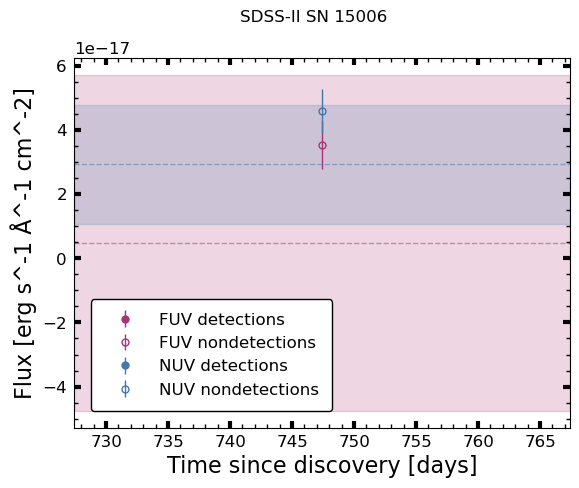 SDSS-II SN 15006
1e−17
6
4
2
0
−2
−4
Flux [erg s^-1 Å^-1 cm^-2]
FUV detections
FUV nondetections
NUV detections
NUV nondetections
730 735 740 745 750 755 760 765
Time since discovery [days]